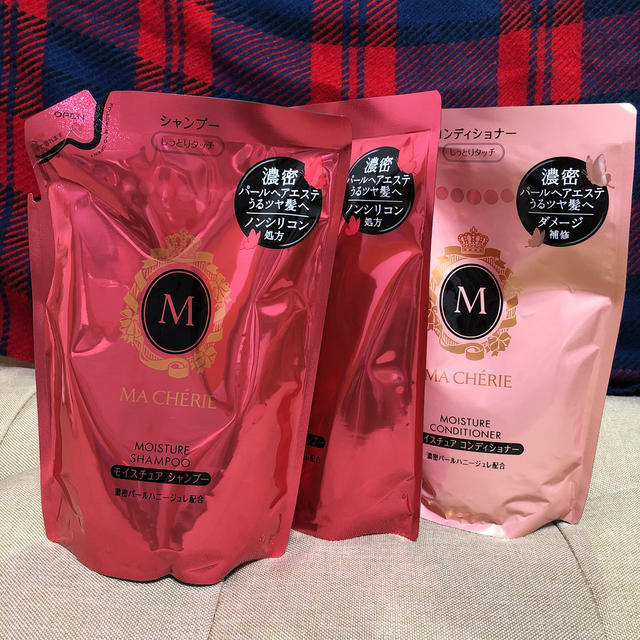 OPEN
シャンプー
しっとりタッチ
濃密
パールヘアエステ
うるツヤ髪へ
ノンシリコン
処方
M
MA CHÉRIE
MOISTURE
SHAMPOO
モイスチュア シャンプー
濃密パールハニージュレ配合
濃密
パールヘアエステ
うるツヤ髪へ
ノンシリコン
処方
コンディショナー
しっとりタッチ
濃密
パールヘアエステ
うるツヤ髪へ
ダメージ
補修
M
MA CHÉRIE
MOISTURE
CONDITIONER
イスチュア コンディショナー
濃密パールハニージュレ配合